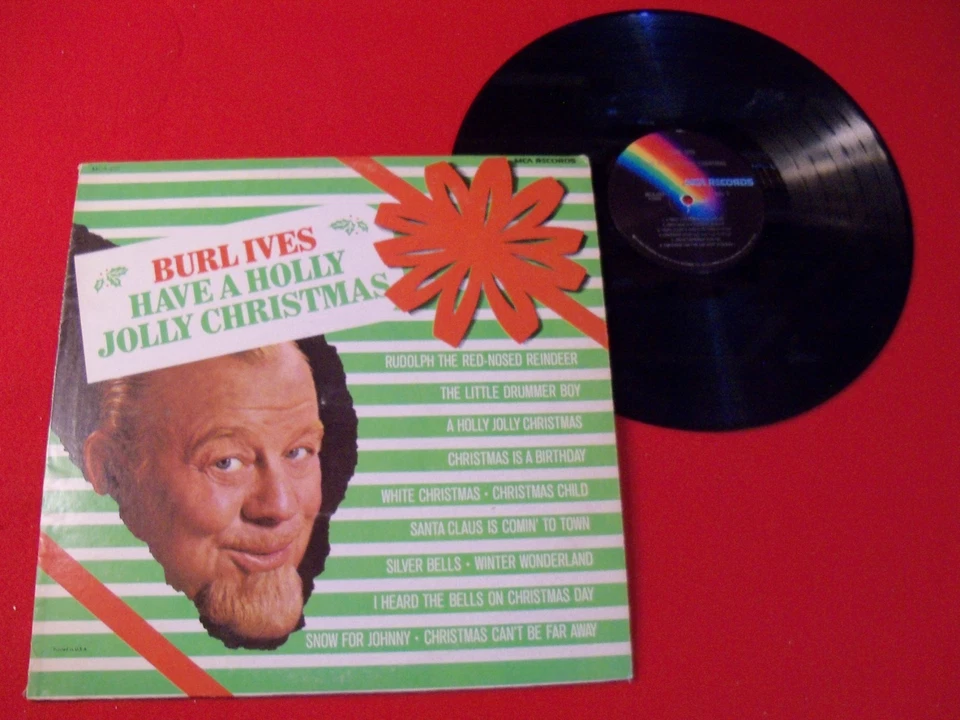 MCA RECORDS
BURL IVES
HAVE A HOLLY
JOLLY CHRISTMAS
RUDOLPH THE RED-NOSED REINDEER
THE LITTLE DRUMMER BOY
A HOLLY JOLLY CHRISTMAS
CHRISTMAS IS A BIRTHDAY
WHITE CHRISTMAS • CHRISTMAS CHILD
SANTA CLAUS IS COMIN' TO TOWN
SILVER BELLS • WINTER WONDERLAND
I HEARD THE BELLS ON CHRISTMAS DAY
SNOW FOR JOHNNY • CHRISTMAS CAN'T BE FAR AWAY
MCA RECORDS